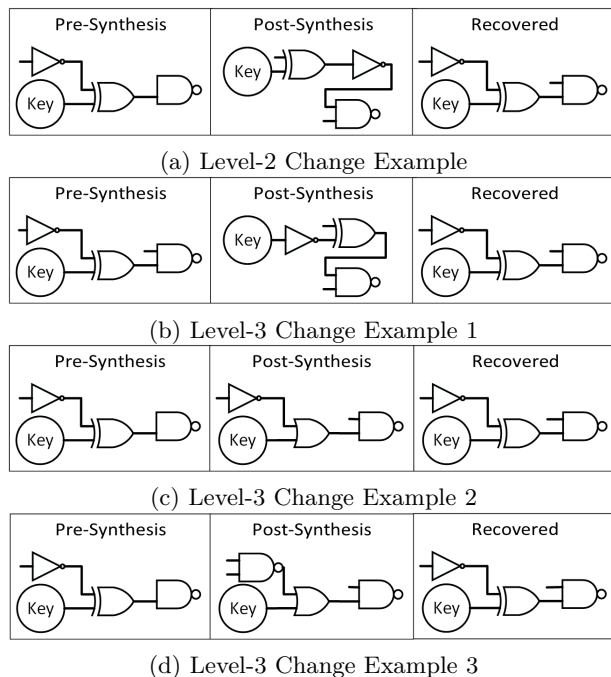 Pre-Synthesis Post-Synthesis Recovered
Key Key Key
(a) Level-2 Change Example
Pre-Synthesis Post-Synthesis Recovered
Key Key Key
(b) Level-3 Change Example 1
Pre-Synthesis Post-Synthesis Recovered
Key Key Key
(c) Level-3 Change Example 2
Pre-Synthesis Post-Synthesis Recovered
Key Key Key
(d) Level-3 Change Example 3